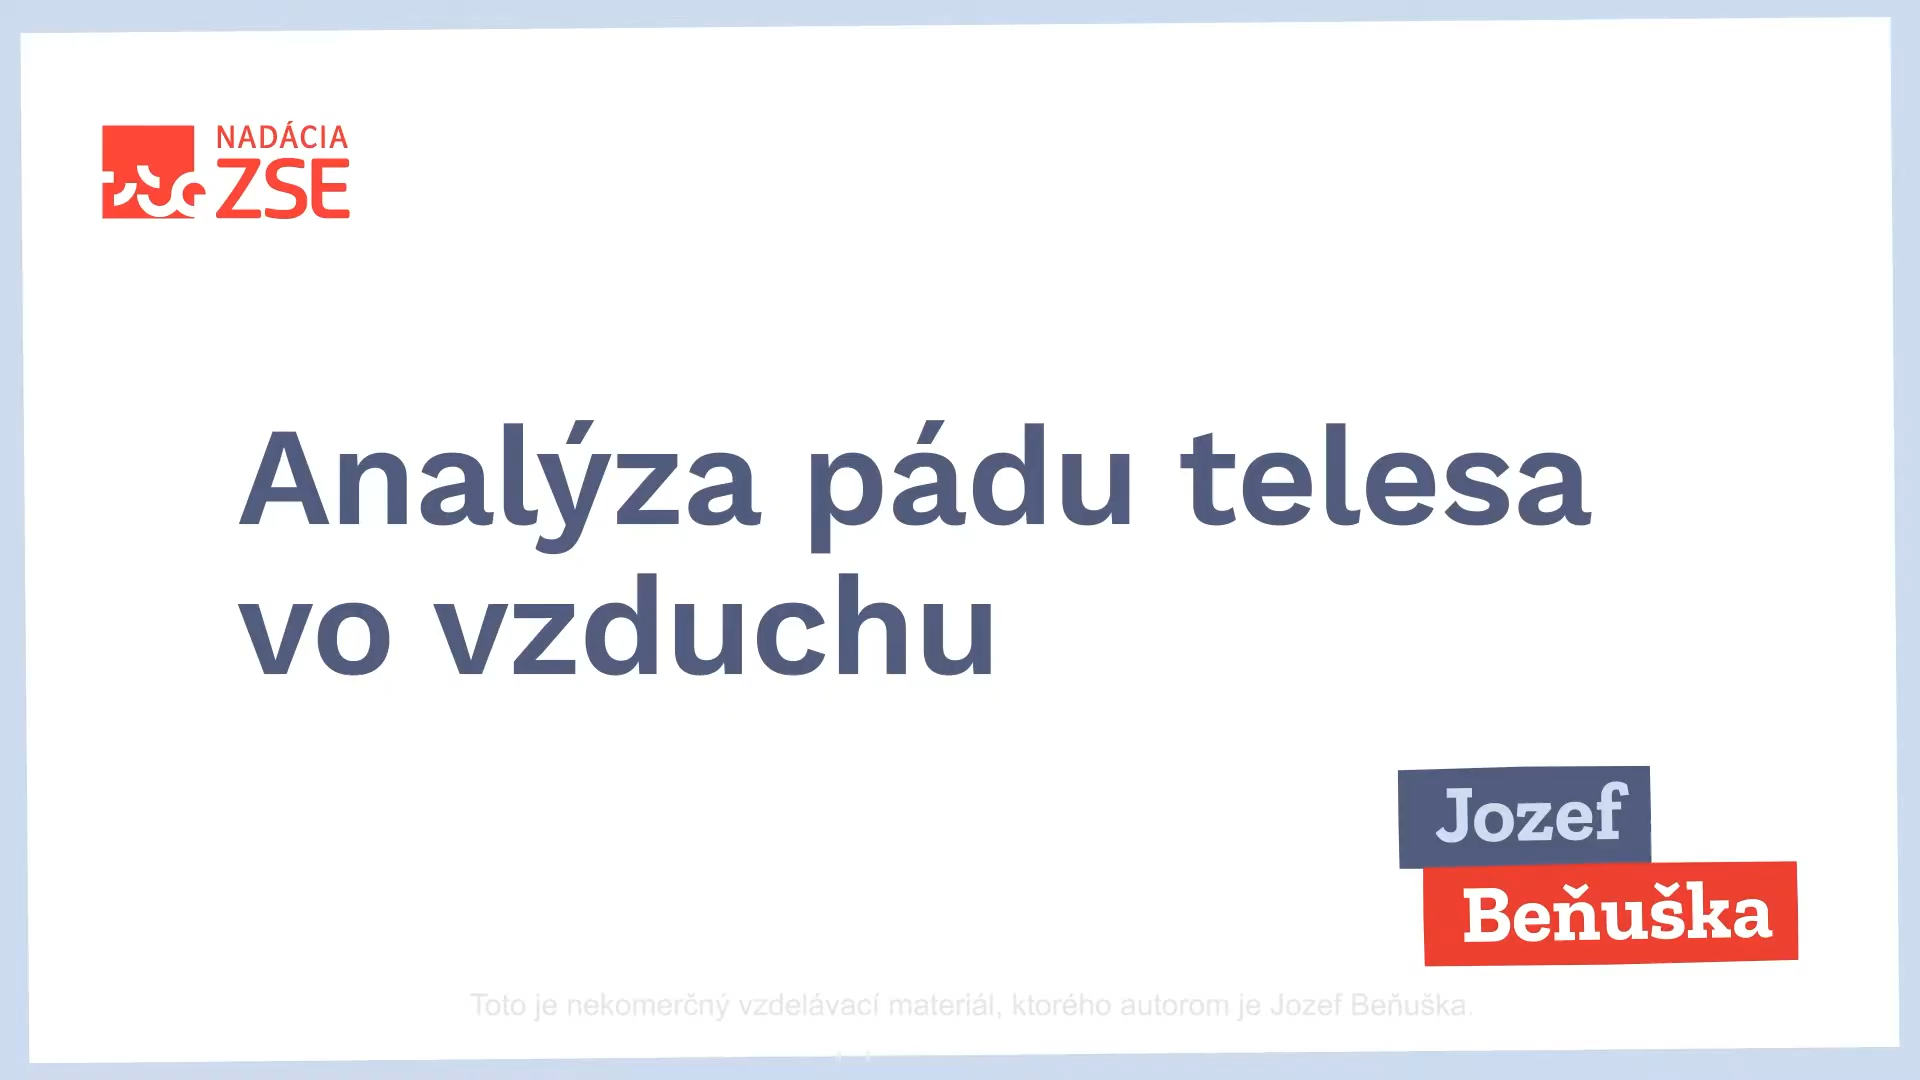 NADÁCIA
ZSE
Analýza pádu telesa
vo vzduchu
Jozef
Beňuška
Toto je nekomerčný vzdelávací materiál, ktorého autorom je Jozef Beňuška.